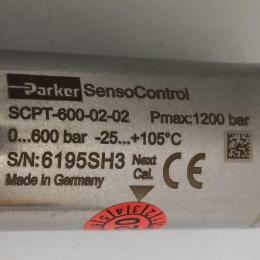 Parker SensoControl
SCPT-600-02-02 Pmax:1200 bar
0...600 bar -25...+105°C
S/N:6195SH3 Next Cal. CE
Made in Germany